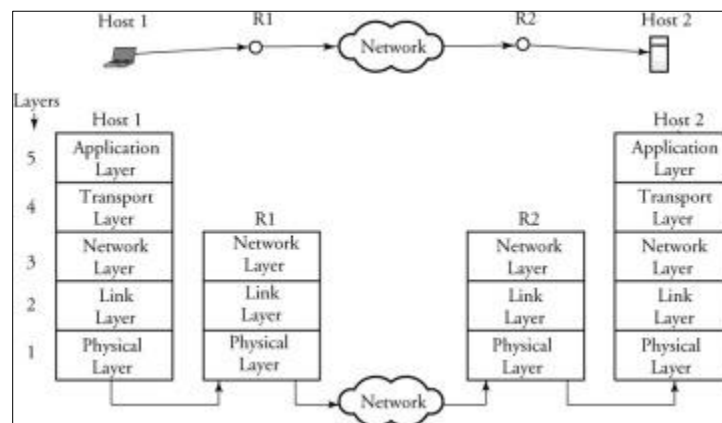 Host 1
R1
Network
R2
Host 2
Layers
Host 1
Host 2
5
Application
Layer
Application
Layer
4
Transport
Layer
R1
R2
Transport
Layer
3
Network
Layer
Network
Layer
Network
Layer
Network
Layer
2
Link
Layer
Link
Layer
Link
Layer
Link
Layer
1
Physical
Layer
Physical
Layer
Physical
Layer
Physical
Layer
Network